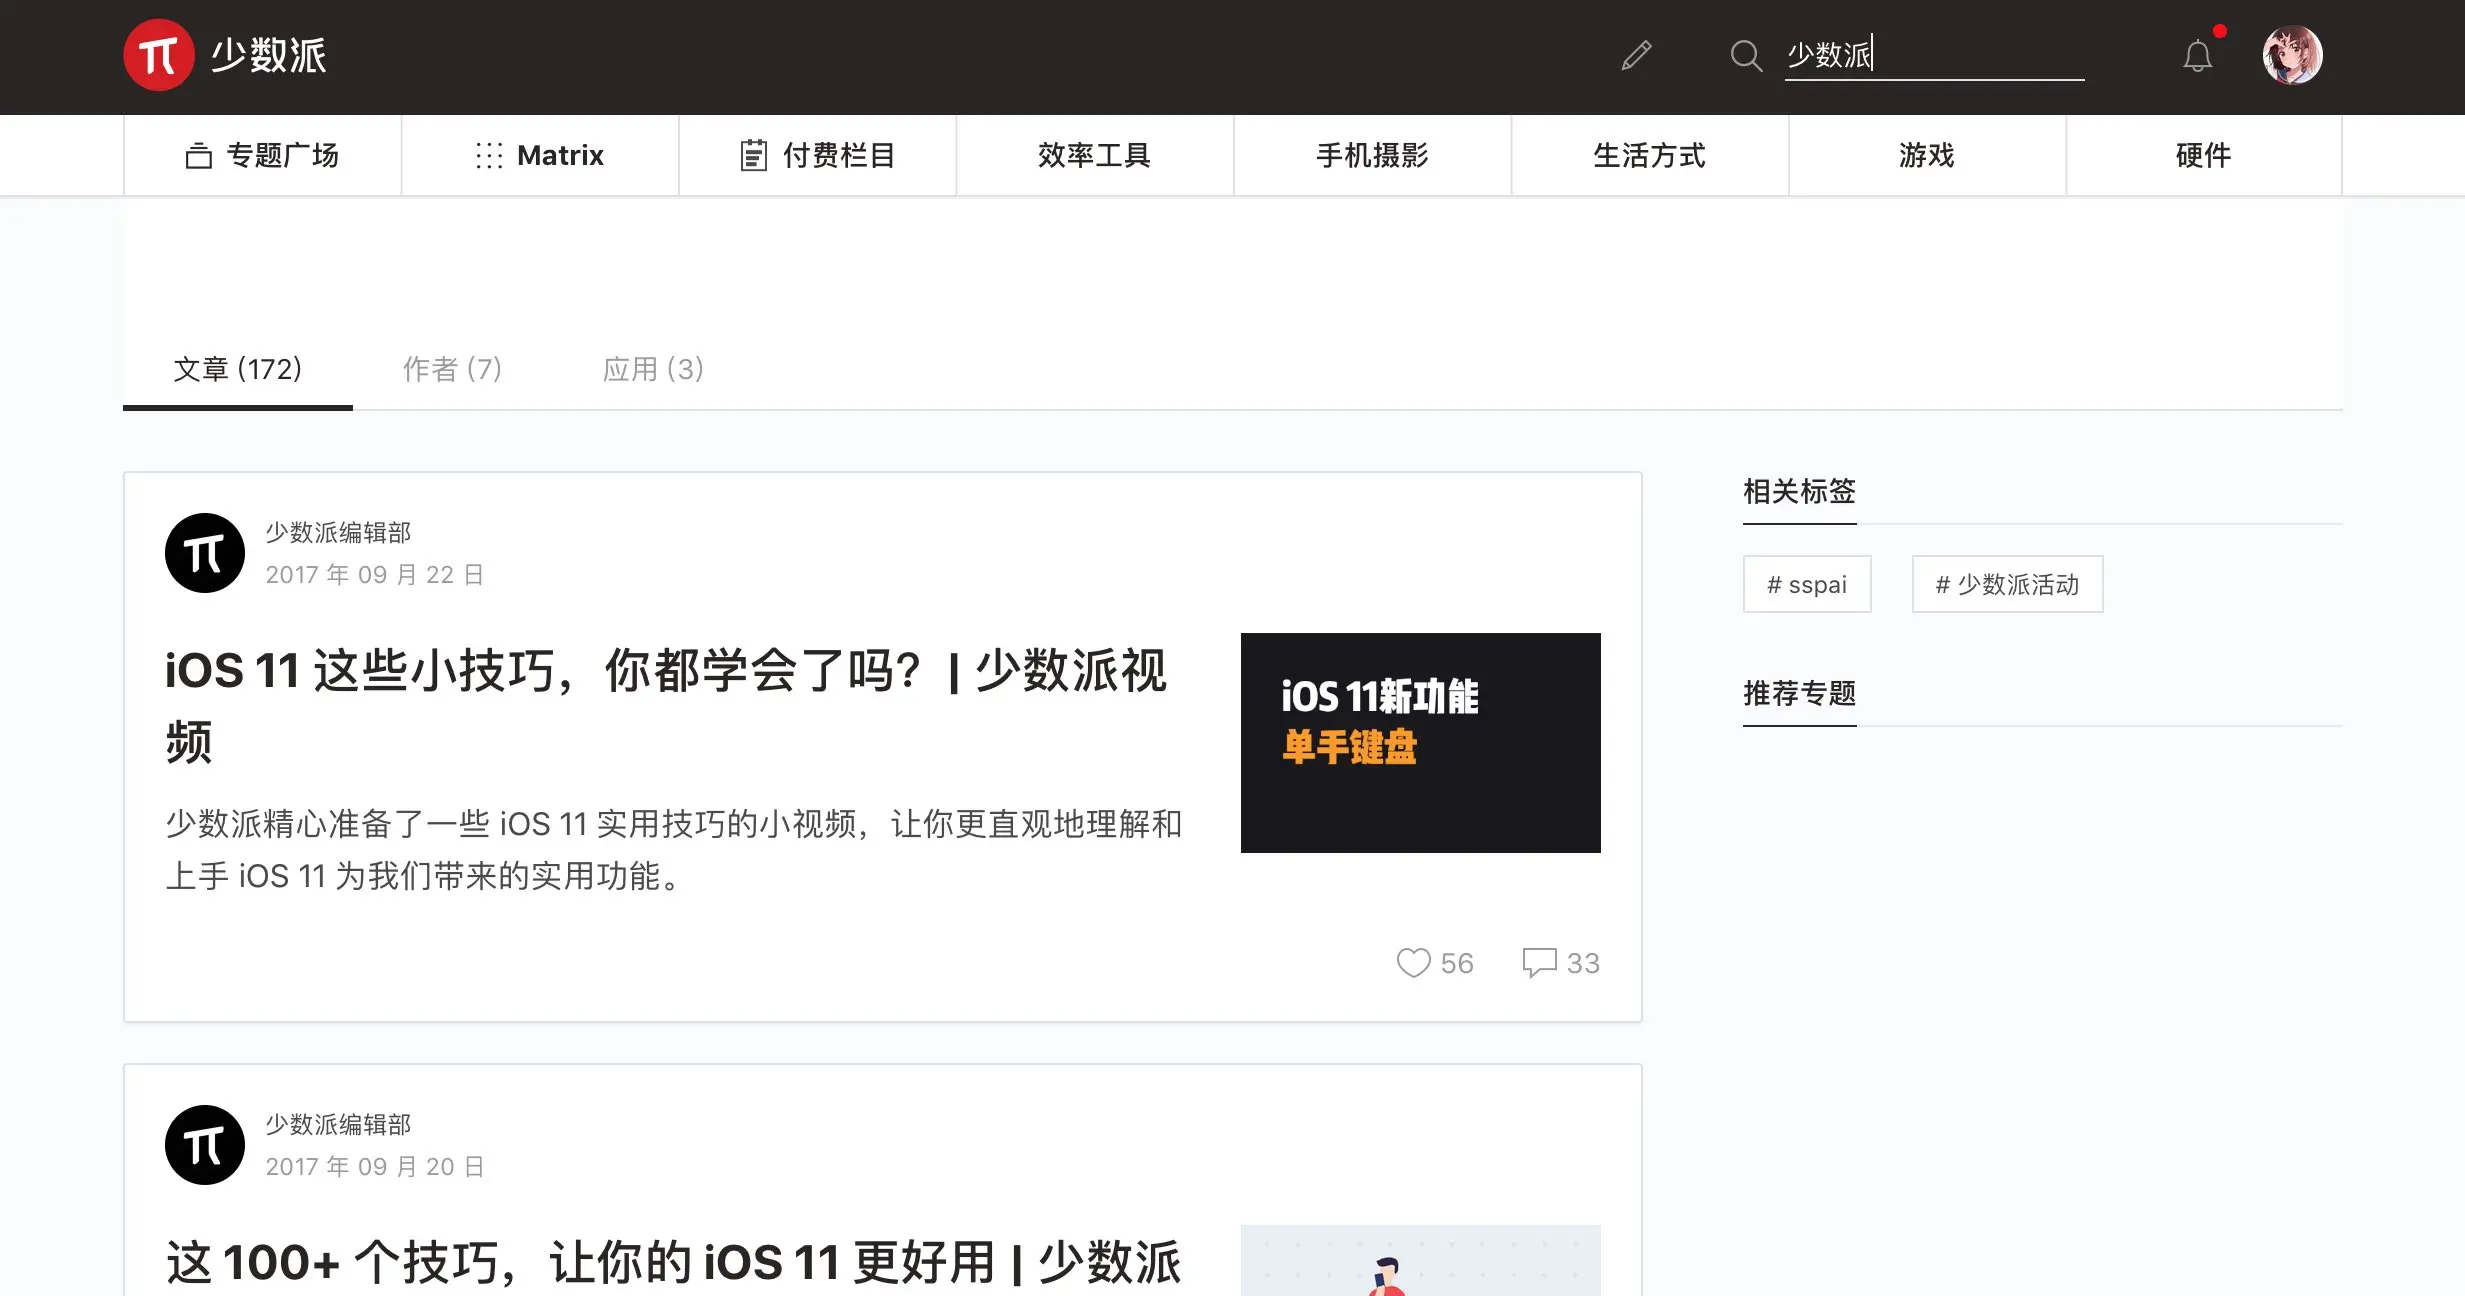 少数派
少数派
专题广场
Matrix
付费栏目
效率工具
手机摄影
生活方式
游戏
硬件
文章 (172)
作者 (7)
应用 (3)
少数派编辑部
2017 年 09 月 22 日
iOS 11 这些小技巧，你都学会了吗？| 少数派视
频
少数派精心准备了一些 iOS 11 实用技巧的小视频，让你更直观地理解和
上手 iOS 11 为我们带来的实用功能。
iOS 11新功能
单手键盘
56
33
少数派编辑部
2017 年 09 月 20 日
这 100+ 个技巧，让你的 iOS 11 更好用 | 少数派
相关标签
# sspai
# 少数派活动
推荐专题